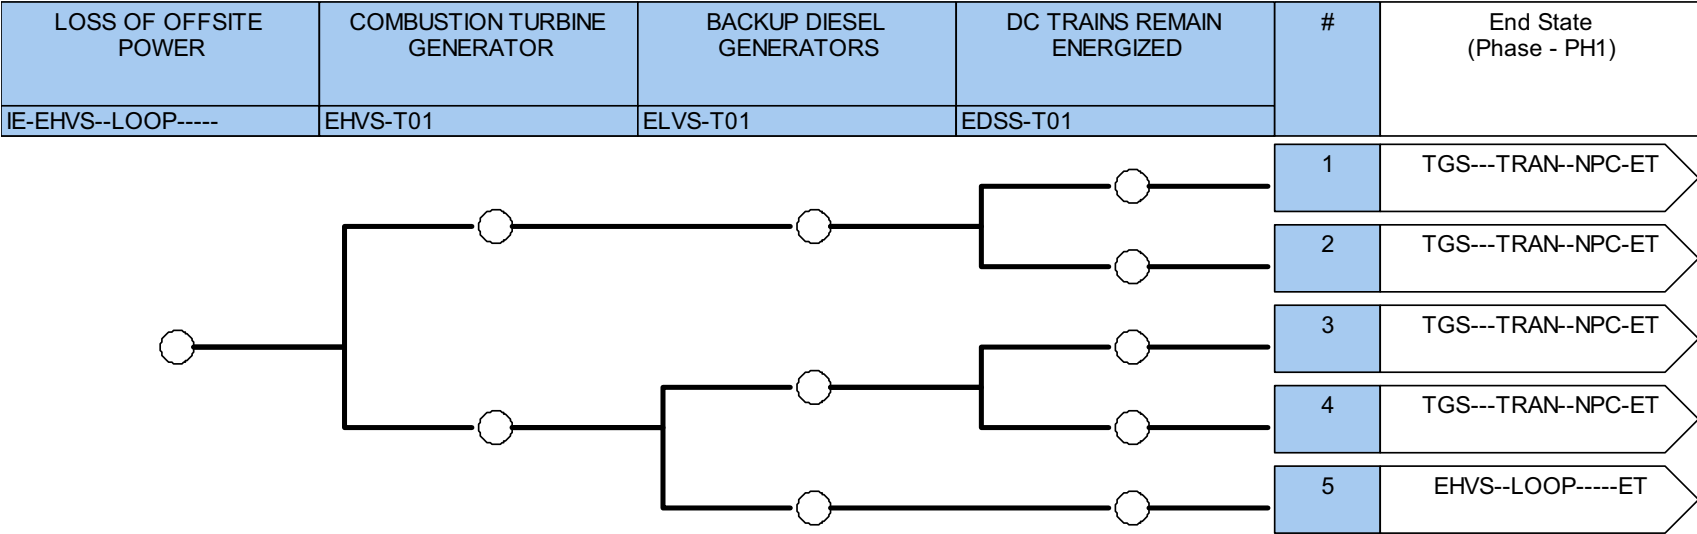 LOSS OF OFFSITE
POWER
COMBUSTION TURBINE
GENERATOR
BACKUP DIESEL
GENERATORS
DC TRAINS REMAIN
ENERGIZED
#
End State
(Phase - PH1)
IE-EHVS--LOOP-----
EHVS-T01
ELVS-T01
EDSS-T01
1
TGS---TRAN--NPC-ET
2
TGS---TRAN--NPC-ET
3
TGS---TRAN--NPC-ET
4
TGS---TRAN--NPC-ET
5
EHVS--LOOP-----ET